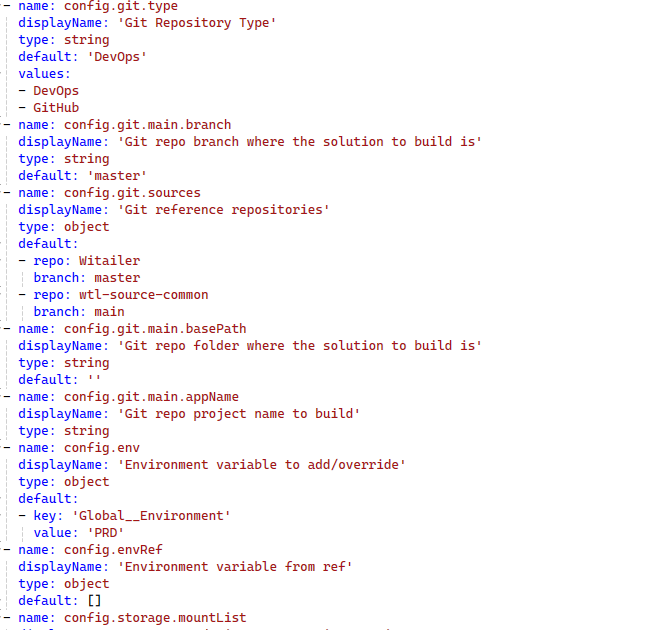 - name: config.git.type
  displayName: 'Git Repository Type'
  type: string
  default: 'DevOps'
  values:
  - DevOps
  - GitHub
- name: config.git.main.branch
  displayName: 'Git repo branch where the solution to build is'
  type: string
  default: 'master'
- name: config.git.sources
  displayName: 'Git reference repositories'
  type: object
  default:
  - repo: Witailer
    branch: master
  - repo: wtl-source-common
    branch: main
- name: config.git.main.basePath
  displayName: 'Git repo folder where the solution to build is'
  type: string
  default: ''
- name: config.git.main.appName
  displayName: 'Git repo project name to build'
  type: string
- name: config.env
  displayName: 'Environment variable to add/override'
  type: object
  default:
  - key: 'Global__Environment'
    value: 'PRD'
- name: config.envRef
  displayName: 'Environment variable from ref'
  type: object
  default: []
- name: config.storage.mountList